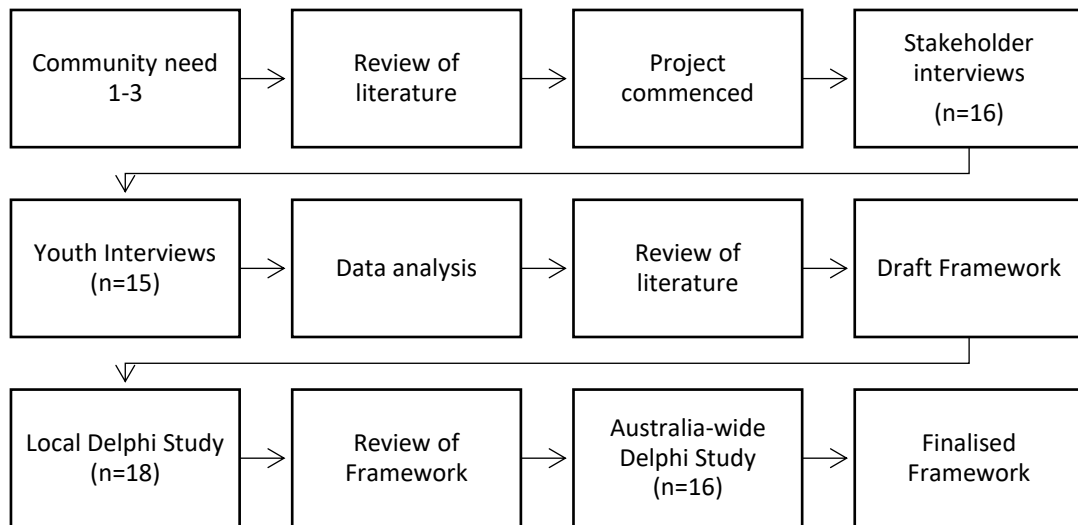 Community need
1-3
Review of
literature
Project
commenced
Stakeholder
interviews
(n=16)
Youth Interviews
(n=15)
Data analysis
Review of
literature
Draft Framework
Local Delphi Study
(n=18)
Review of
Framework
Australia-wide
Delphi Study
(n=16)
Finalised
Framework